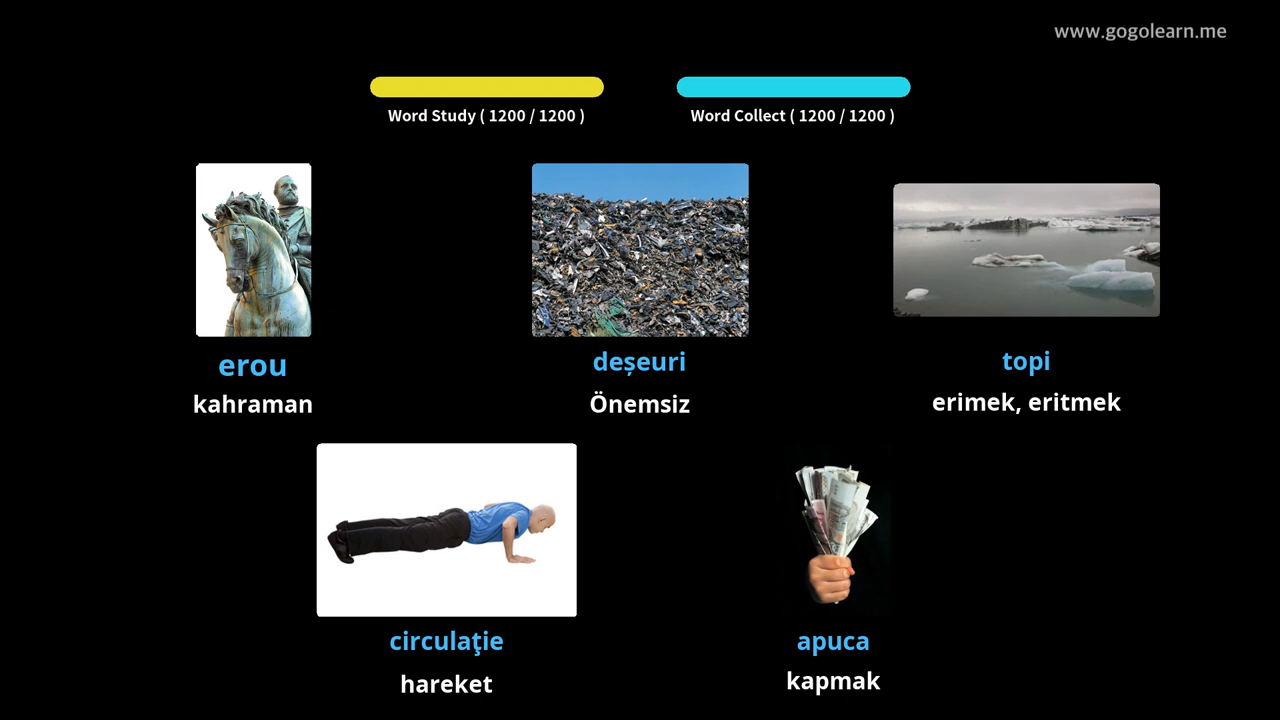 www.gogolearn.me
Word Study ( 1200 / 1200 )
Word Collect ( 1200 / 1200 )
erou
kahraman
deșeuri
Önemsiz
topi
erimek, eritmek
circulaţie
hareket
apuca
kapmak